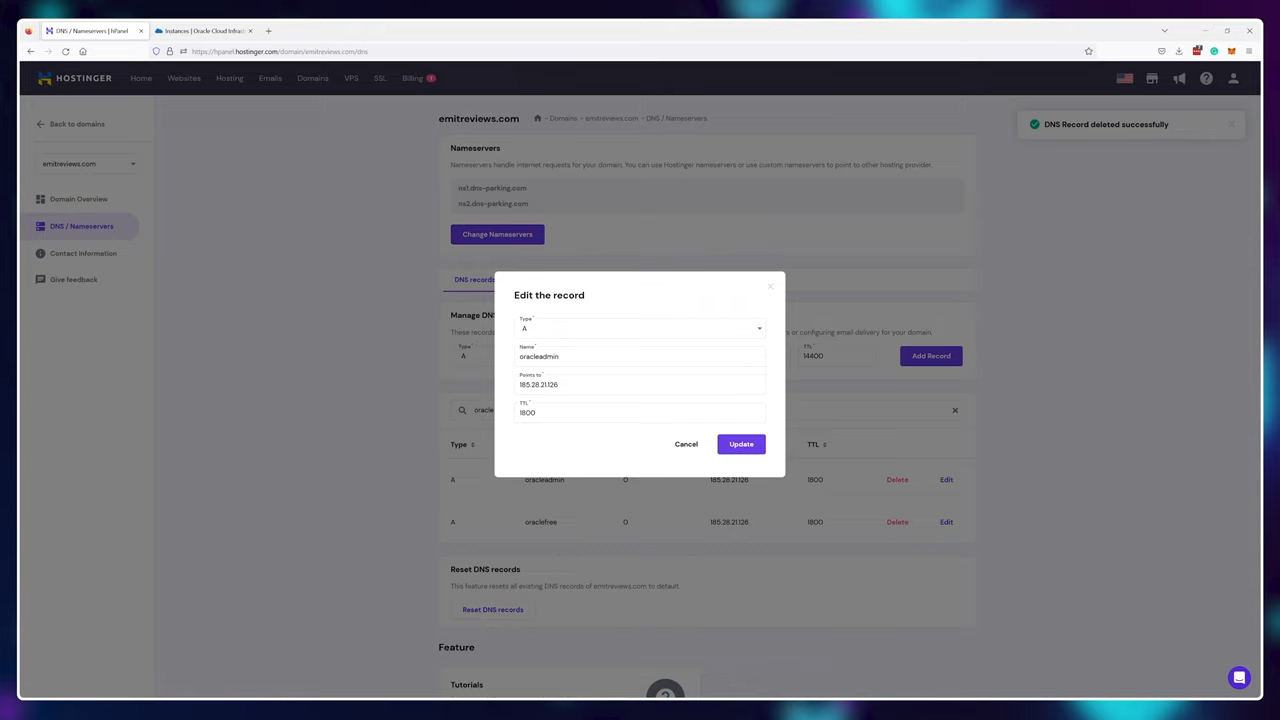 DNS / Nameservers | hPanel
Instances | Oracle Cloud Infrast
https://hpanel.hostinger.com/domain/emitreviews.com/dns
HOSTINGER
Home
Websites
Hosting
Emails
Domains
VPS
SSL
Billing
1
Back to domains
emitreviews.com
Domain Overview
DNS / Nameservers
Contact Information
Give feedback
emitreviews.com
- Domains - emitreviews.com - DNS / Nameservers
DNS Record deleted successfully
Nameservers
Nameservers handle internet requests for your domain. You can use Hostinger nameservers or use custom nameservers to point to other hosting provider.
ns1.dns-parking.com
ns2.dns-parking.com
Change Nameservers
DNS records
Manage DNS
These records
s or configuring email delivery for your domain.
Type*
A
TTL*
14400
Add Record
oracle
Type
TTL
A oracleadmin 0 185.28.21.126 1800 Delete Edit
A oraclefree 0 185.28.21.126 1800 Delete Edit
Edit the record
Type*
A
Name*
oracleadmin
Points to*
185.28.21.126
TTL*
1800
Cancel
Update
Reset DNS records
This feature resets all existing DNS records of emitreviews.com to default.
Reset DNS records
Feature
Tutorials